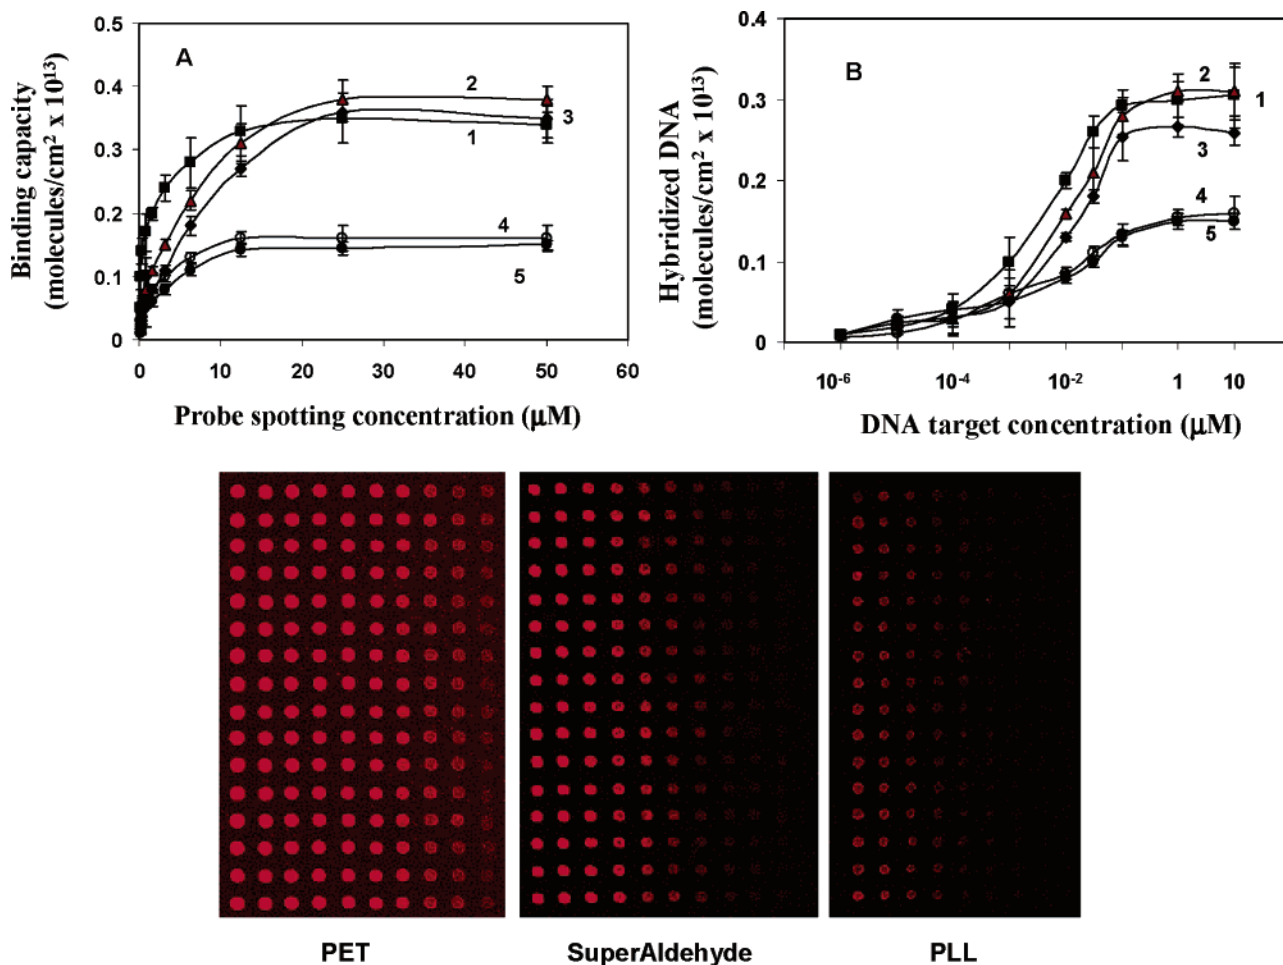 A
Binding capacity
(molecules/cm² x 10¹³)
0.5
0.4
0.3
0.2
0.1
0
2
3
1
4
5
0 10 20 30 40 50 60
Probe spotting concentration (μM)
B
Hybridized DNA
(molecules/cm² x 10¹³)
0.4
0.3
0.2
0.1
0
2
1
3
4
5
10⁻⁶ 10⁻⁴ 10⁻² 1 10
DNA target concentration (μM)
PET
SuperAldehyde
PLL